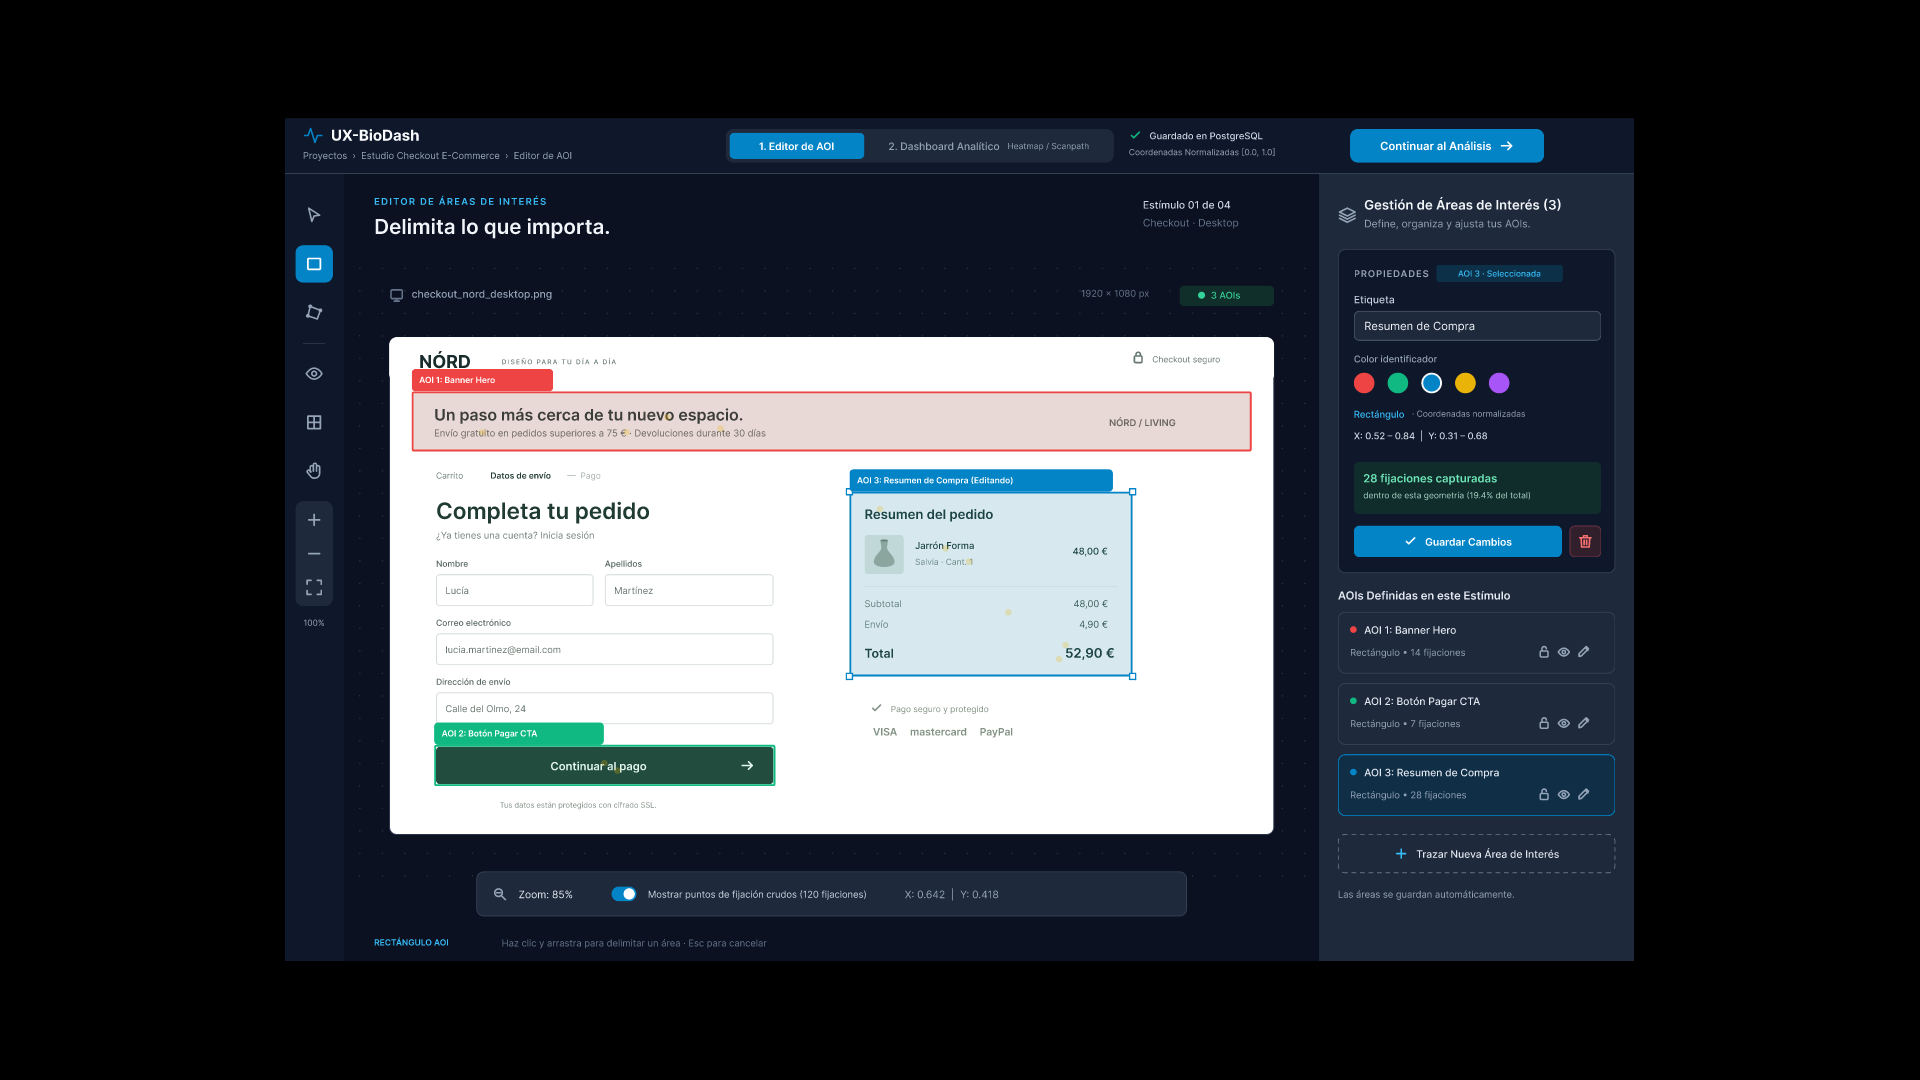 UX-BioDash
Proyectos › Estudio Checkout E-Commerce › Editor de AOI
1. Editor de AOI
2. Dashboard Analítico Heatmap / Scanpath
Guardado en PostgreSQL
Coordenadas Normalizadas [0.0, 1.0]
Continuar al Análisis
EDITOR DE ÁREAS DE INTERÉS
Delimita lo que importa.
Estímulo 01 de 04
Checkout · Desktop
checkout_nord_desktop.png
1920 × 1080 px
3 AOIs
NÓRD
DISEÑO PARA TU DÍA A DÍA
Checkout seguro
AOI 1: Banner Hero
Un paso más cerca de tu nuevo espacio.
Envío gratuito en pedidos superiores a 75 € · Devoluciones durante 30 días
NÓRD / LIVING
Carrito
Datos de envío
— Pago
Completa tu pedido
¿Ya tienes una cuenta? Inicia sesión
Nombre
Apellidos
Lucía
Martínez
Correo electrónico
lucia.martinez@email.com
Dirección de envío
Calle del Olmo, 24
AOI 2: Botón Pagar CTA
Continuar al pago
Tus datos están protegidos con cifrado SSL.
AOI 3: Resumen de Compra (Editando)
Resumen del pedido
Jarrón Forma
48,00 €
Salvia · Cant. 1
Subtotal
48,00 €
Envío
4,90 €
Total
52,90 €
Pago seguro y protegido
VISA mastercard PayPal
100%
Zoom: 85%
Mostrar puntos de fijación crudos (120 fijaciones)
X: 0.642 | Y: 0.418
RECTÁNGULO AOI
Haz clic y arrastra para delimitar un área · Esc para cancelar
Gestión de Áreas de Interés (3)
Define, organiza y ajusta tus AOIs.
PROPIEDADES
AOI 3 · Seleccionada
Etiqueta
Resumen de Compra
Color identificador
Rectángulo · Coordenadas normalizadas
X: 0.52 – 0.84 | Y: 0.31 – 0.68
28 fijaciones capturadas
dentro de esta geometría (19.4% del total)
Guardar Cambios
AOIs Definidas en este Estímulo
AOI 1: Banner Hero
Rectángulo • 14 fijaciones
AOI 2: Botón Pagar CTA
Rectángulo • 7 fijaciones
AOI 3: Resumen de Compra
Rectángulo • 28 fijaciones
Trazar Nueva Área de Interés
Las áreas se guardan automáticamente.